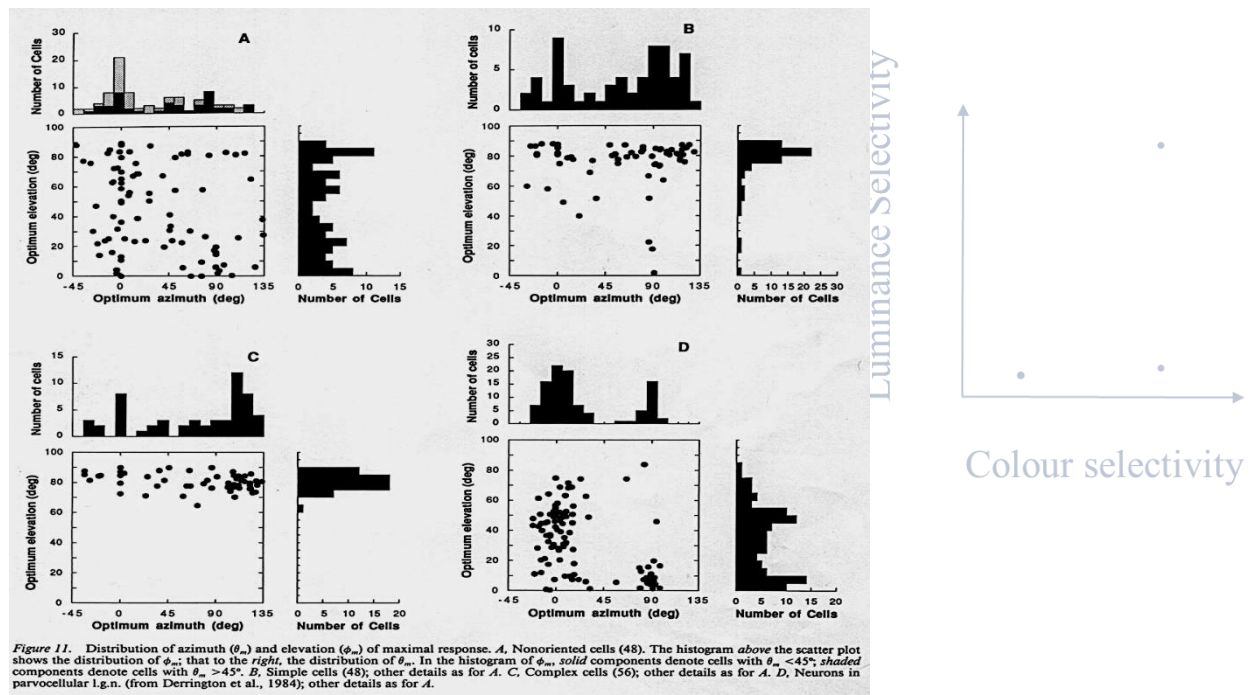 A
Number of Cells
30
20
10
0
Optimum elevation (deg)
100
80
60
40
20
0
-45 0 45 90 135
Optimum azimuth (deg)
0 5 10 15
Number of Cells
B
Number of Cells
10
5
0
Optimum elevation (deg)
100
80
60
40
20
0
-45 0 45 90 135
Optimum azimuth (deg)
0 5 10 15 20 25 30
Number of Cells
C
Number of cells
15
10
5
0
Optimum elevation (deg)
100
80
60
40
20
0
-45 0 45 90 135
Optimum azimuth (deg)
0 5 10 15 20
Number of Cells
D
Number of cells
30
25
20
15
10
5
0
Optimum elevation (deg)
100
80
60
40
20
0
-45 0 45 90 135
Optimum azimuth (deg)
0 5 10 15 20
Number of Cells
Luminance Selectivity
Colour selectivity
Figure 11. Distribution of azimuth (θm) and elevation (ϕm) of maximal response. A, Nonoriented cells (48). The histogram above the scatter plot
shows the distribution of ϕm; that to the right, the distribution of θm. In the histogram of ϕm, solid components denote cells with θm <45°; shaded
components denote cells with θm >45°. B, Simple cells (48); other details as for A. C, Complex cells (56); other details as for A. D, Neurons in
parvocellular l.g.n. (from Derrington et al., 1984); other details as for A.